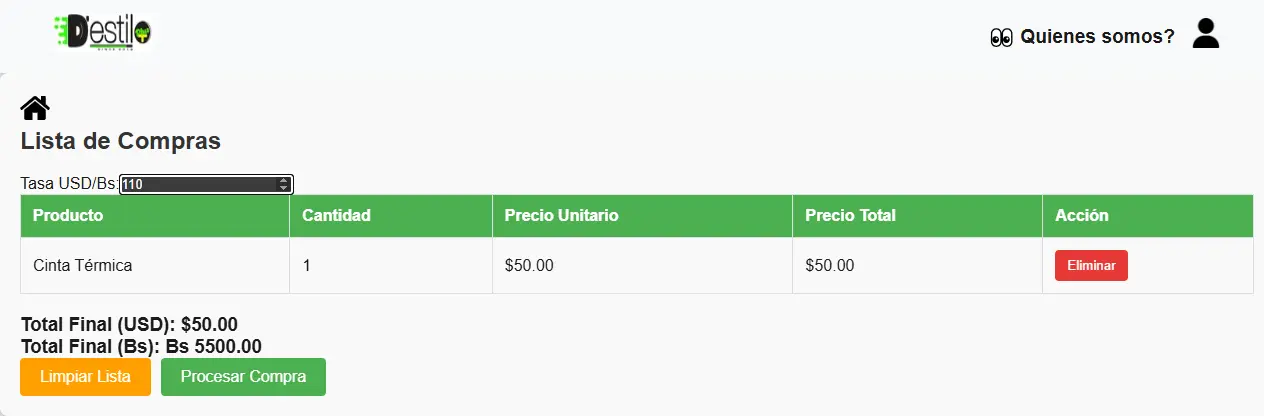 D'estilo
Quienes somos?
Lista de Compras
Tasa USD/Bs: 110
Producto Cantidad Precio Unitario Precio Total Acción
Cinta Térmica 1 $50.00 $50.00 Eliminar
Total Final (USD): $50.00
Total Final (Bs): Bs 5500.00
Limpiar Lista Procesar Compra